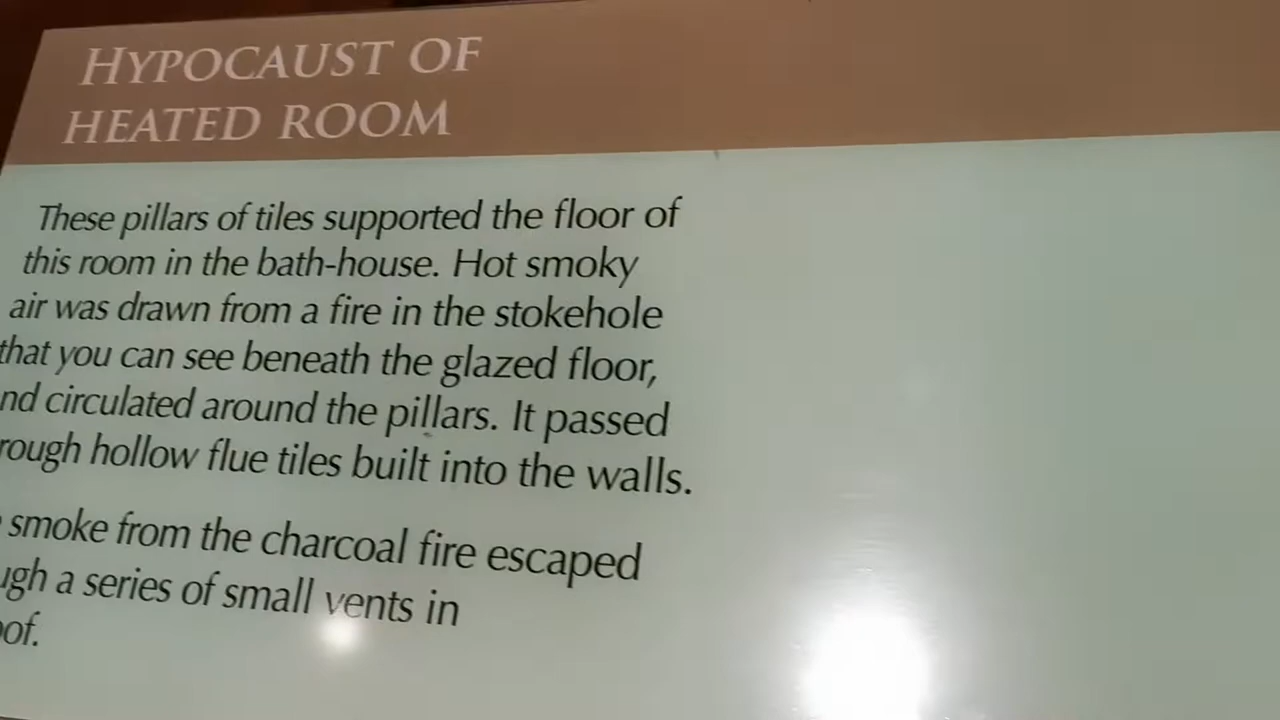 HYPOCAUST OF
HEATED ROOM
These pillars of tiles supported the floor of
this room in the bath-house. Hot smoky
air was drawn from a fire in the stokehole
that you can see beneath the glazed floor,
nd circulated around the pillars. It passed
rough hollow flue tiles built into the walls.
smoke from the charcoal fire escaped
ugh a series of small vents in
oof.